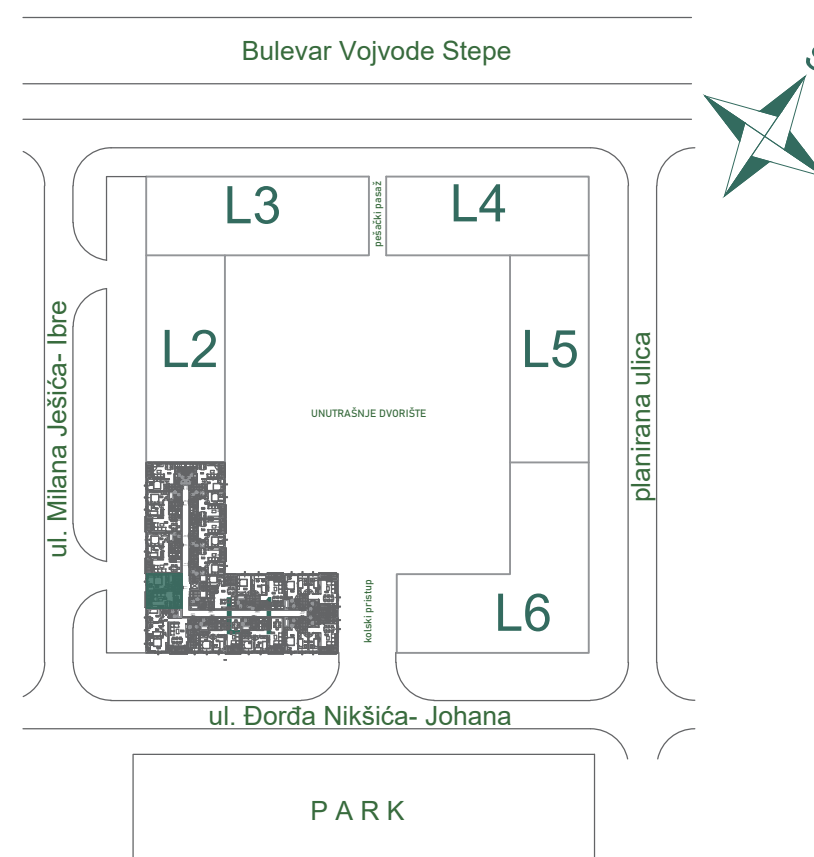 Bulevar Vojvode Stepe
S
L3
pešački pasaž
L4
L2
L5
ul. Milana Ješića- Ibre
planirana ulica
UNUTRAŠNJE DVORIŠTE
kolski pristup
L6
ul. Đorđa Nikšića- Johana
PARK